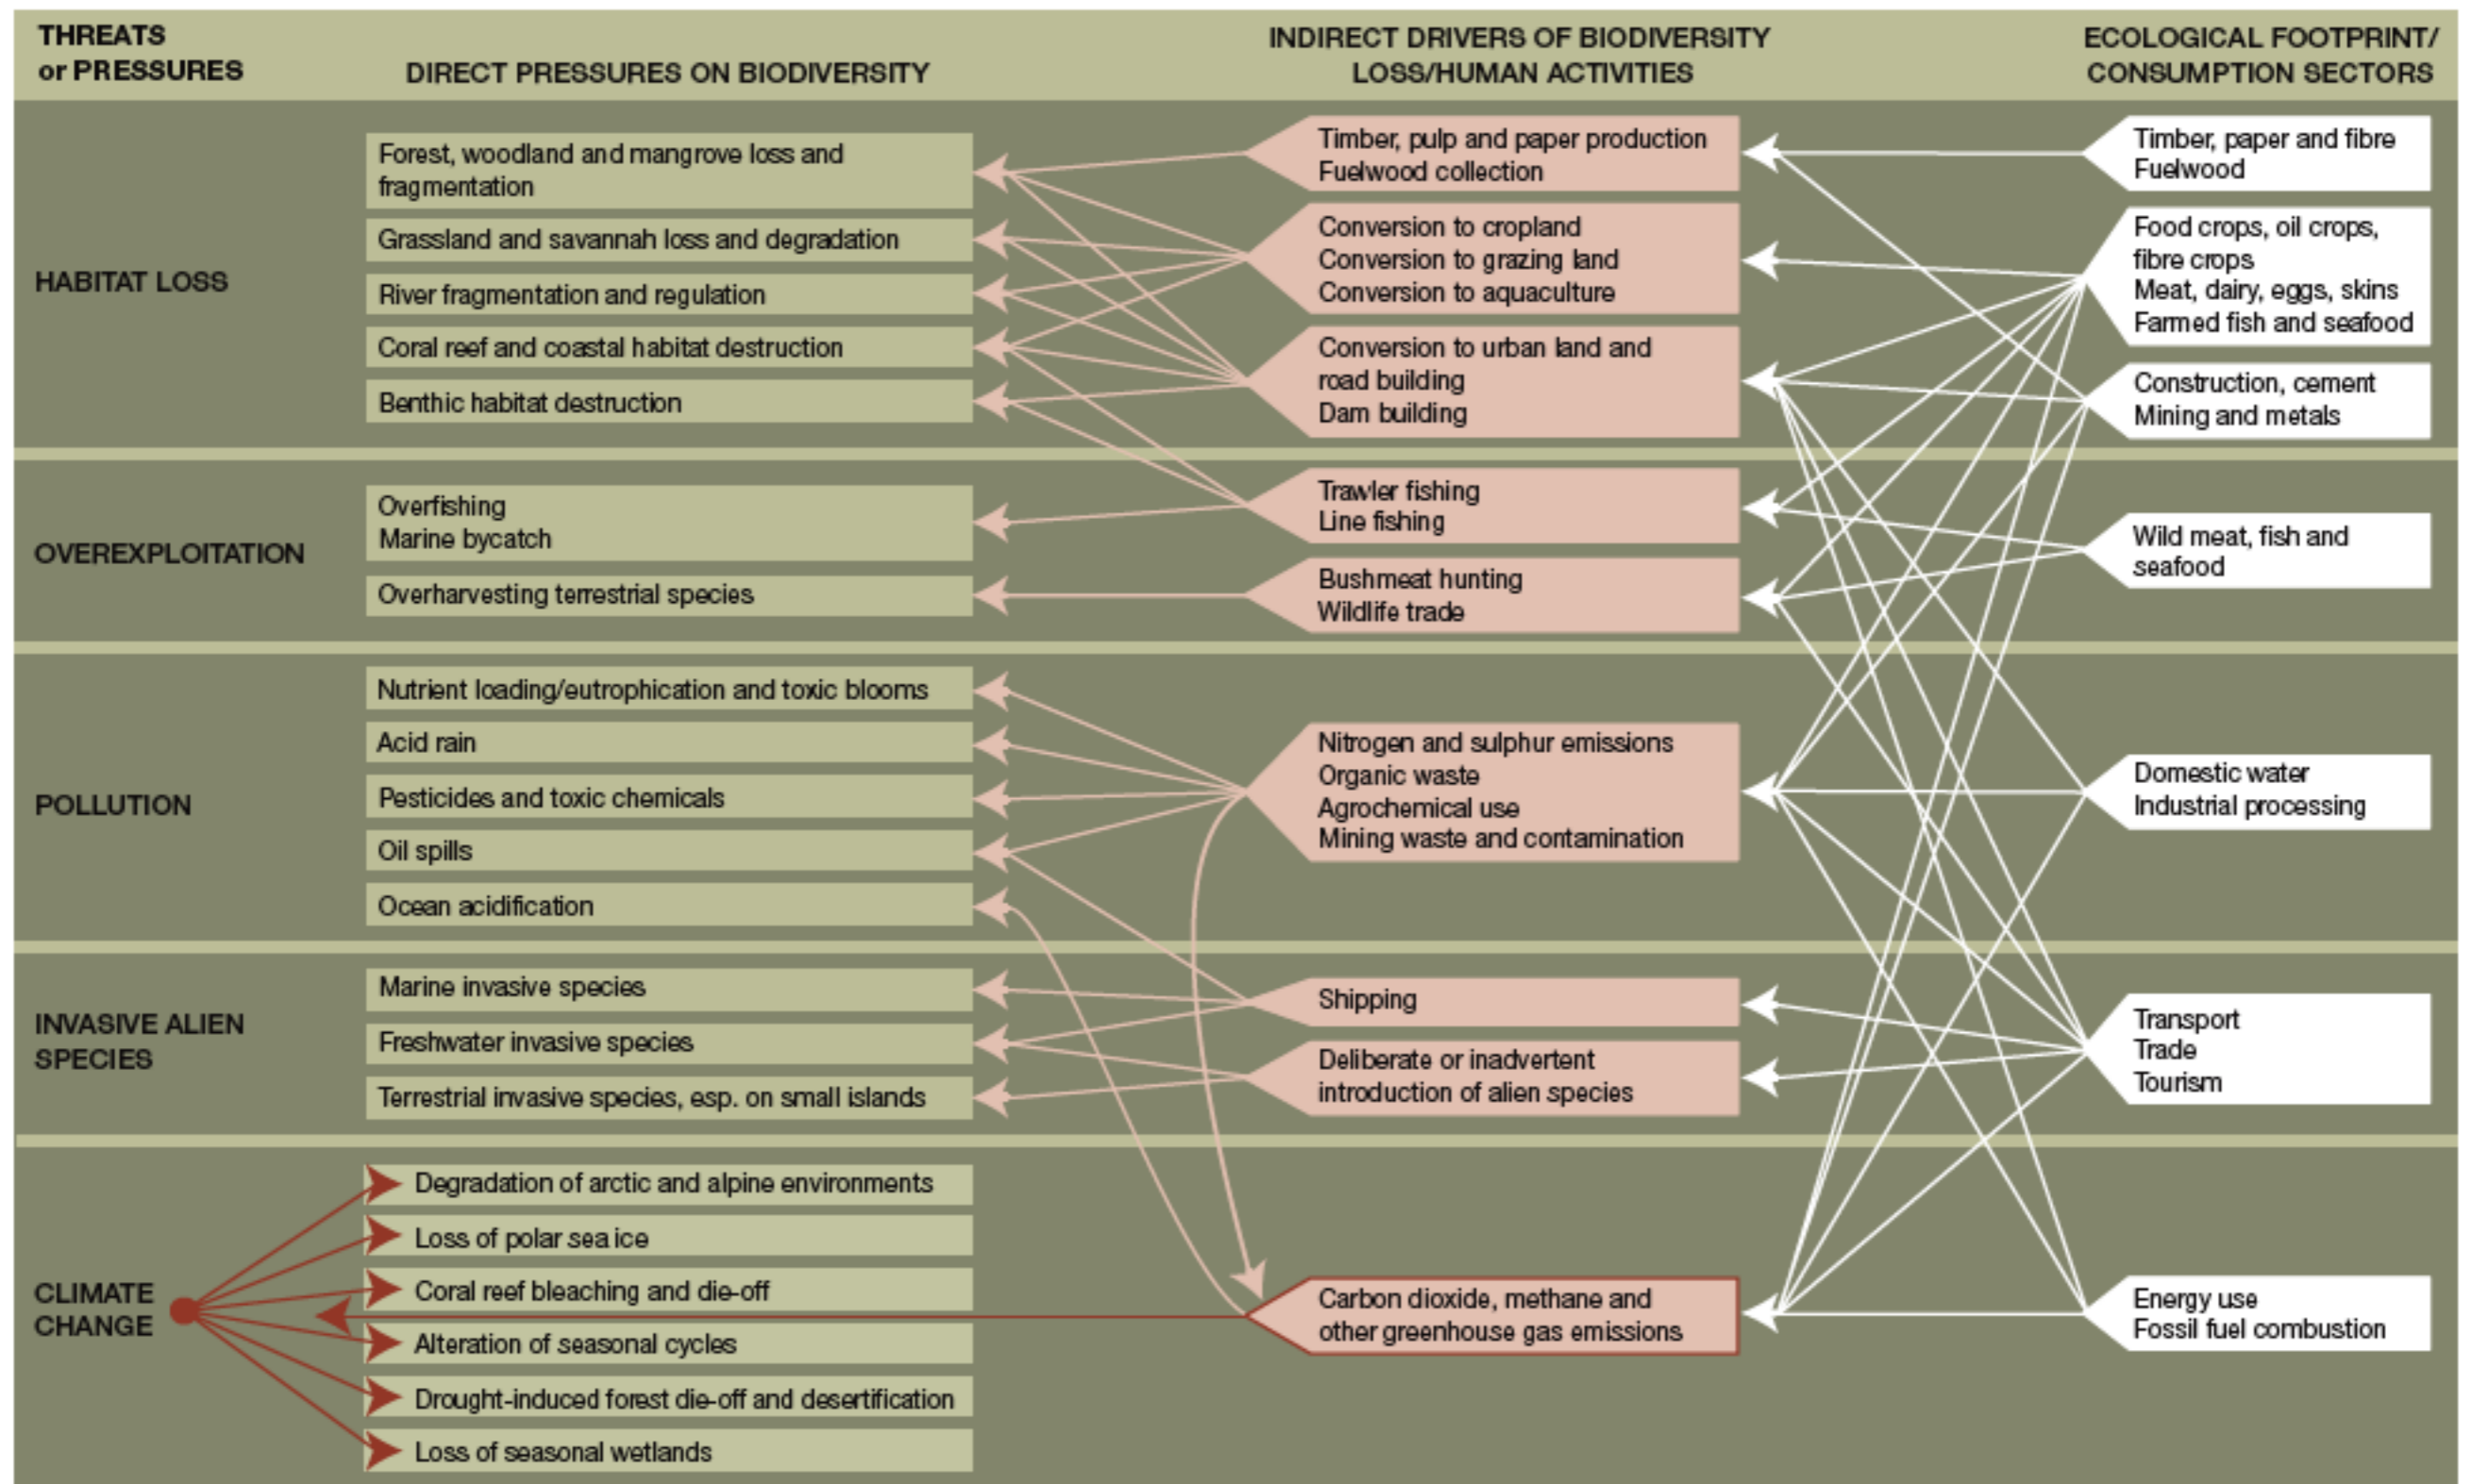 THREATS
or PRESSURES
DIRECT PRESSURES ON BIODIVERSITY
INDIRECT DRIVERS OF BIODIVERSITY
LOSS/HUMAN ACTIVITIES
ECOLOGICAL FOOTPRINT/
CONSUMPTION SECTORS
HABITAT LOSS
Forest, woodland and mangrove loss and
fragmentation
Grassland and savannah loss and degradation
River fragmentation and regulation
Coral reef and coastal habitat destruction
Benthic habitat destruction
Timber, pulp and paper production
Fuelwood collection
Conversion to cropland
Conversion to grazing land
Conversion to aquaculture
Conversion to urban land and
road building
Dam building
Timber, paper and fibre
Fuelwood
Food crops, oil crops,
fibre crops
Meat, dairy, eggs, skins
Farmed fish and seafood
Construction, cement
Mining and metals
OVEREXPLOITATION
Overfishing
Marine bycatch
Overharvesting terrestrial species
Trawler fishing
Line fishing
Bushmeat hunting
Wildlife trade
Wild meat, fish and
seafood
POLLUTION
Nutrient loading/eutrophication and toxic blooms
Acid rain
Pesticides and toxic chemicals
Oil spills
Ocean acidification
Nitrogen and sulphur emissions
Organic waste
Agrochemical use
Mining waste and contamination
Domestic water
Industrial processing
INVASIVE ALIEN
SPECIES
Marine invasive species
Freshwater invasive species
Terrestrial invasive species, esp. on small islands
Shipping
Deliberate or inadvertent
introduction of alien species
Transport
Trade
Tourism
CLIMATE
CHANGE
Degradation of arctic and alpine environments
Loss of polar sea ice
Coral reef bleaching and die-off
Alteration of seasonal cycles
Drought-induced forest die-off and desertification
Loss of seasonal wetlands
Carbon dioxide, methane and
other greenhouse gas emissions
Energy use
Fossil fuel combustion